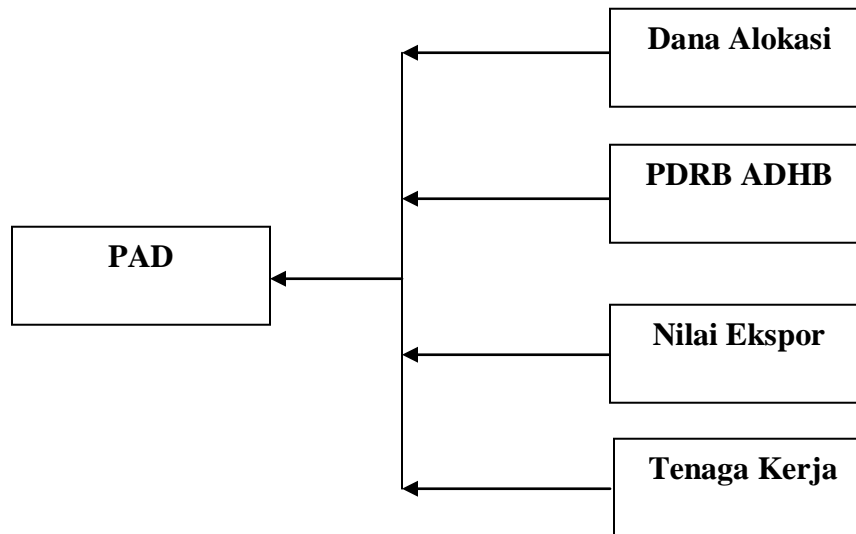 Dana Alokasi
PDRB ADHB
PAD
Nilai Ekspor
Tenaga Kerja